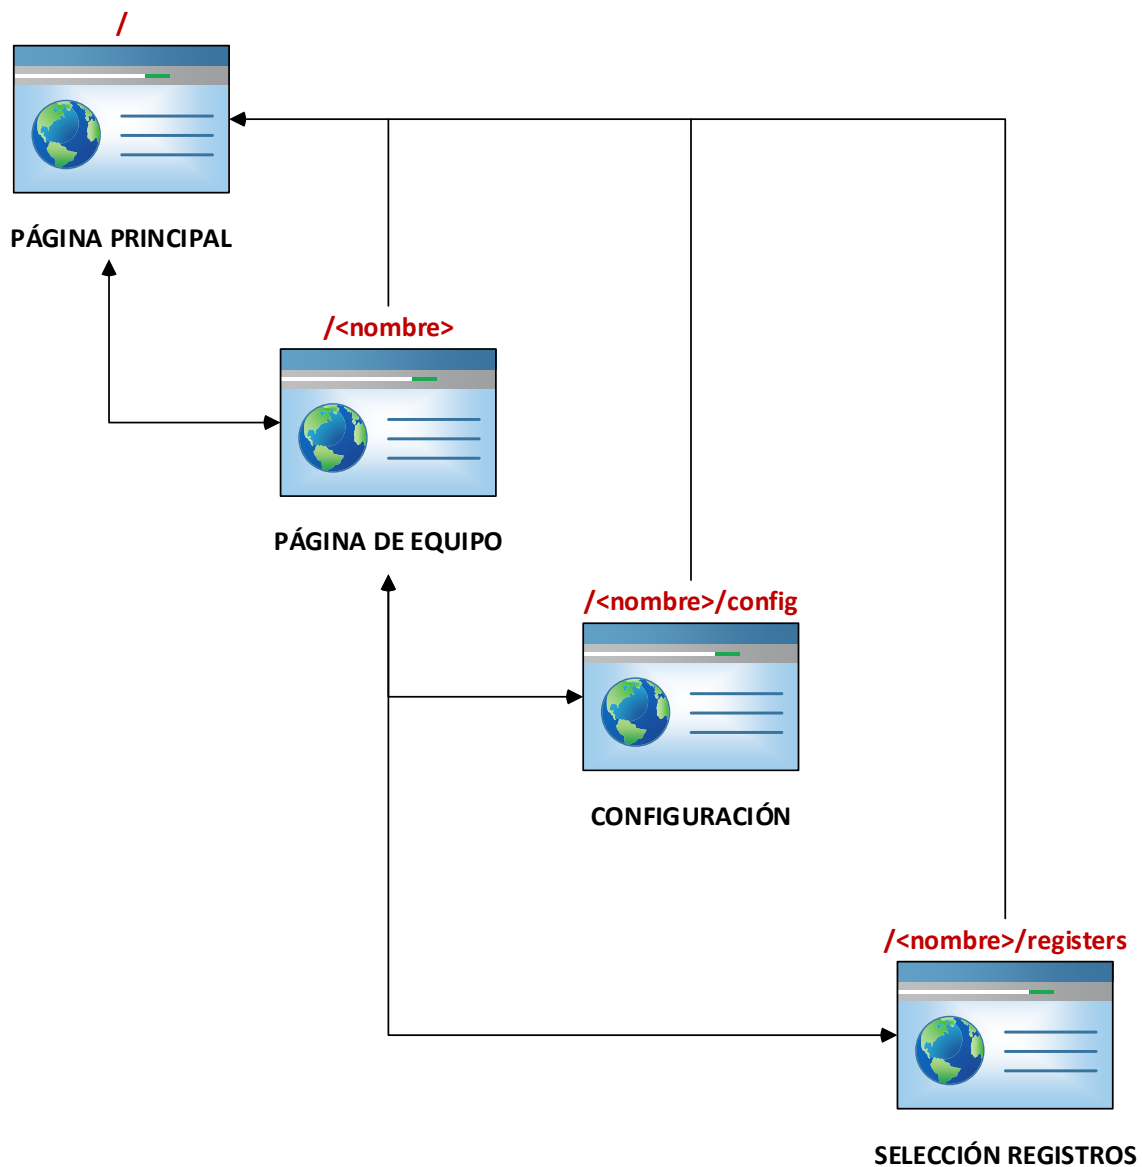 /
PÁGINA PRINCIPAL
/<nombre>
PÁGINA DE EQUIPO
/<nombre>/config
CONFIGURACIÓN
/<nombre>/registers
SELECCIÓN REGISTROS